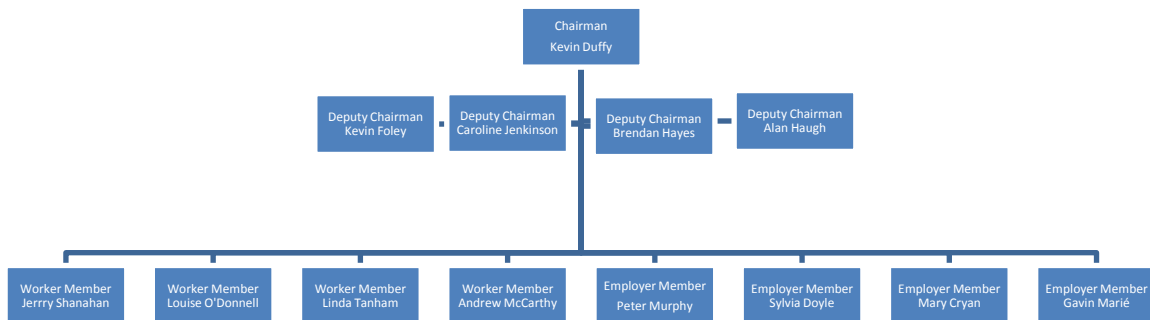 Chairman
Kevin Duffy
Deputy Chairman
Kevin Foley
Deputy Chairman
Caroline Jenkinson
Deputy Chairman
Brendan Hayes
Deputy Chairman
Alan Haugh
Worker Member
Jerrry Shanahan
Worker Member
Louise O'Donnell
Worker Member
Linda Tanham
Worker Member
Andrew McCarthy
Employer Member
Peter Murphy
Employer Member
Sylvia Doyle
Employer Member
Mary Cryan
Employer Member
Gavin Marié